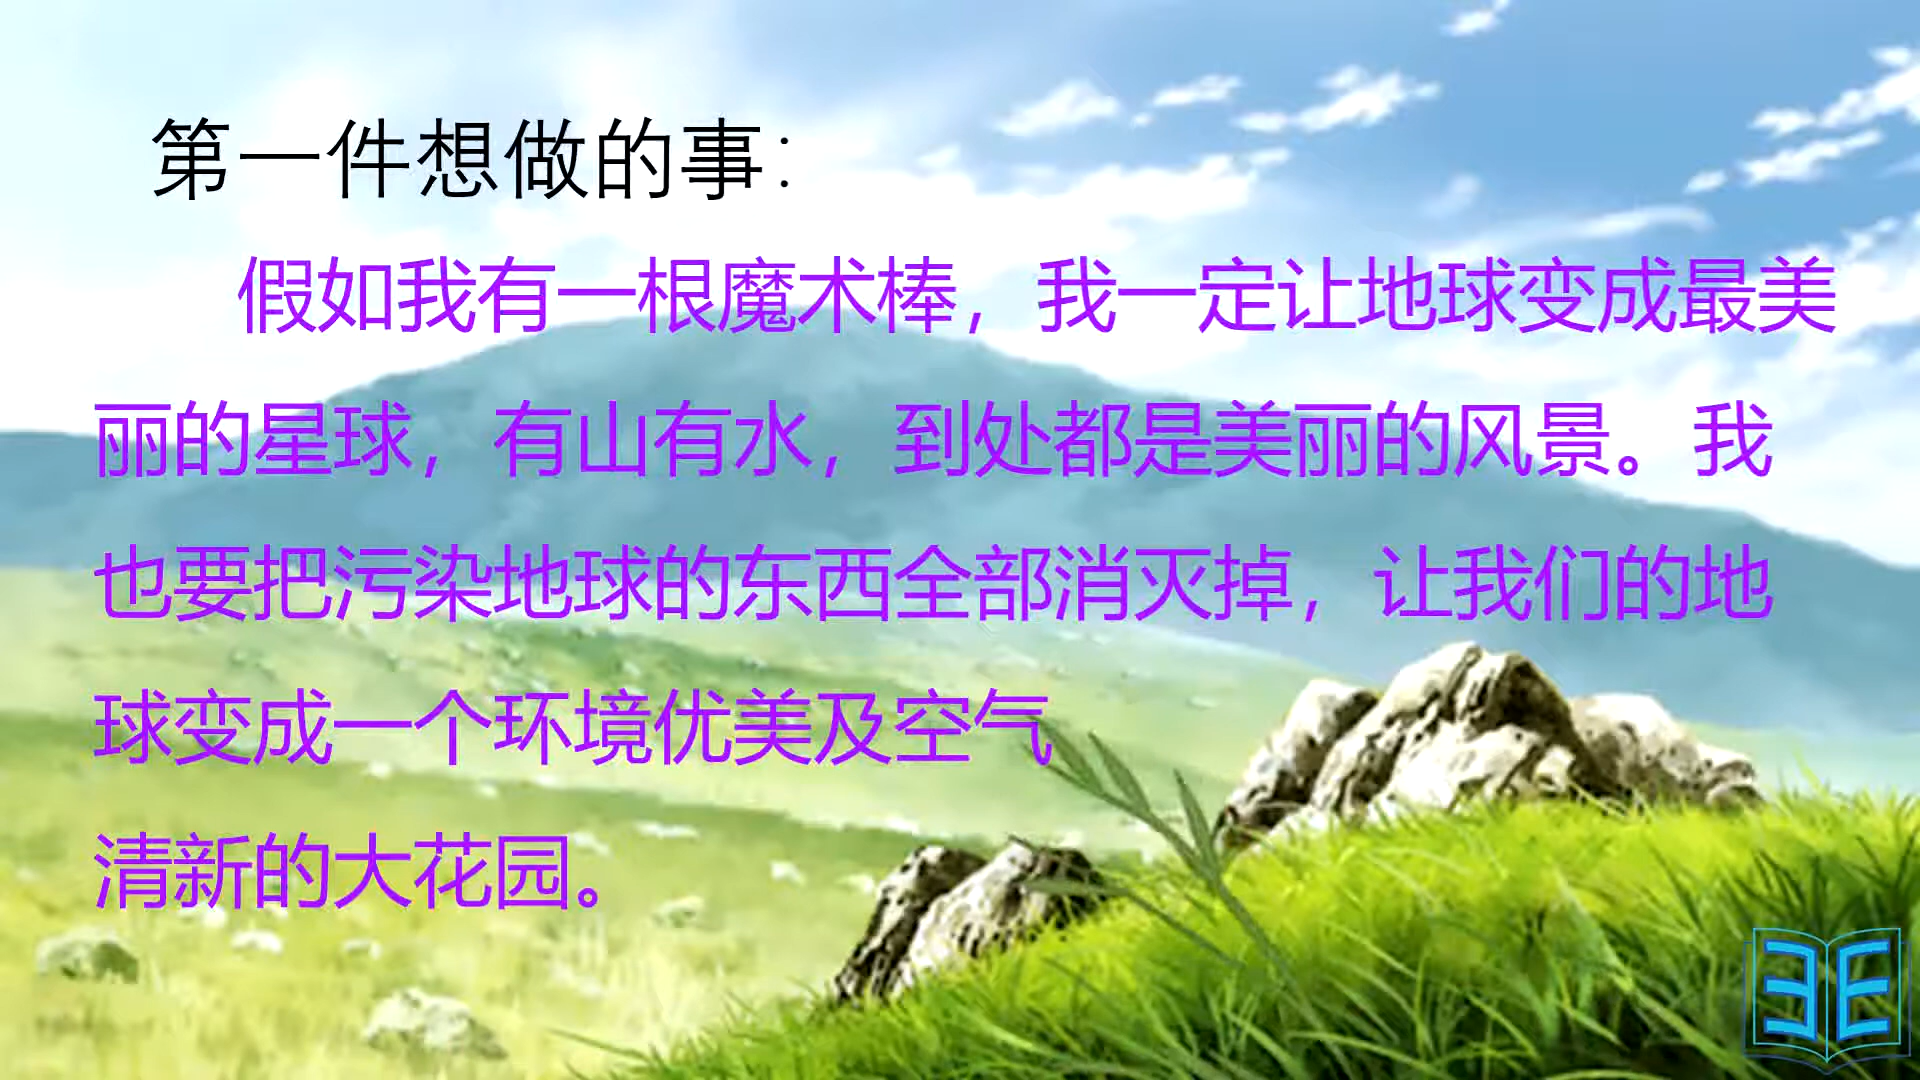 第一件想做的事：
假如我有一根魔术棒，我一定让地球变成最美
丽的星球，有山有水，到处都是美丽的风景。我
也要把污染地球的东西全部消灭掉，让我们的地
球变成一个环境优美及空气
清新的大花园。